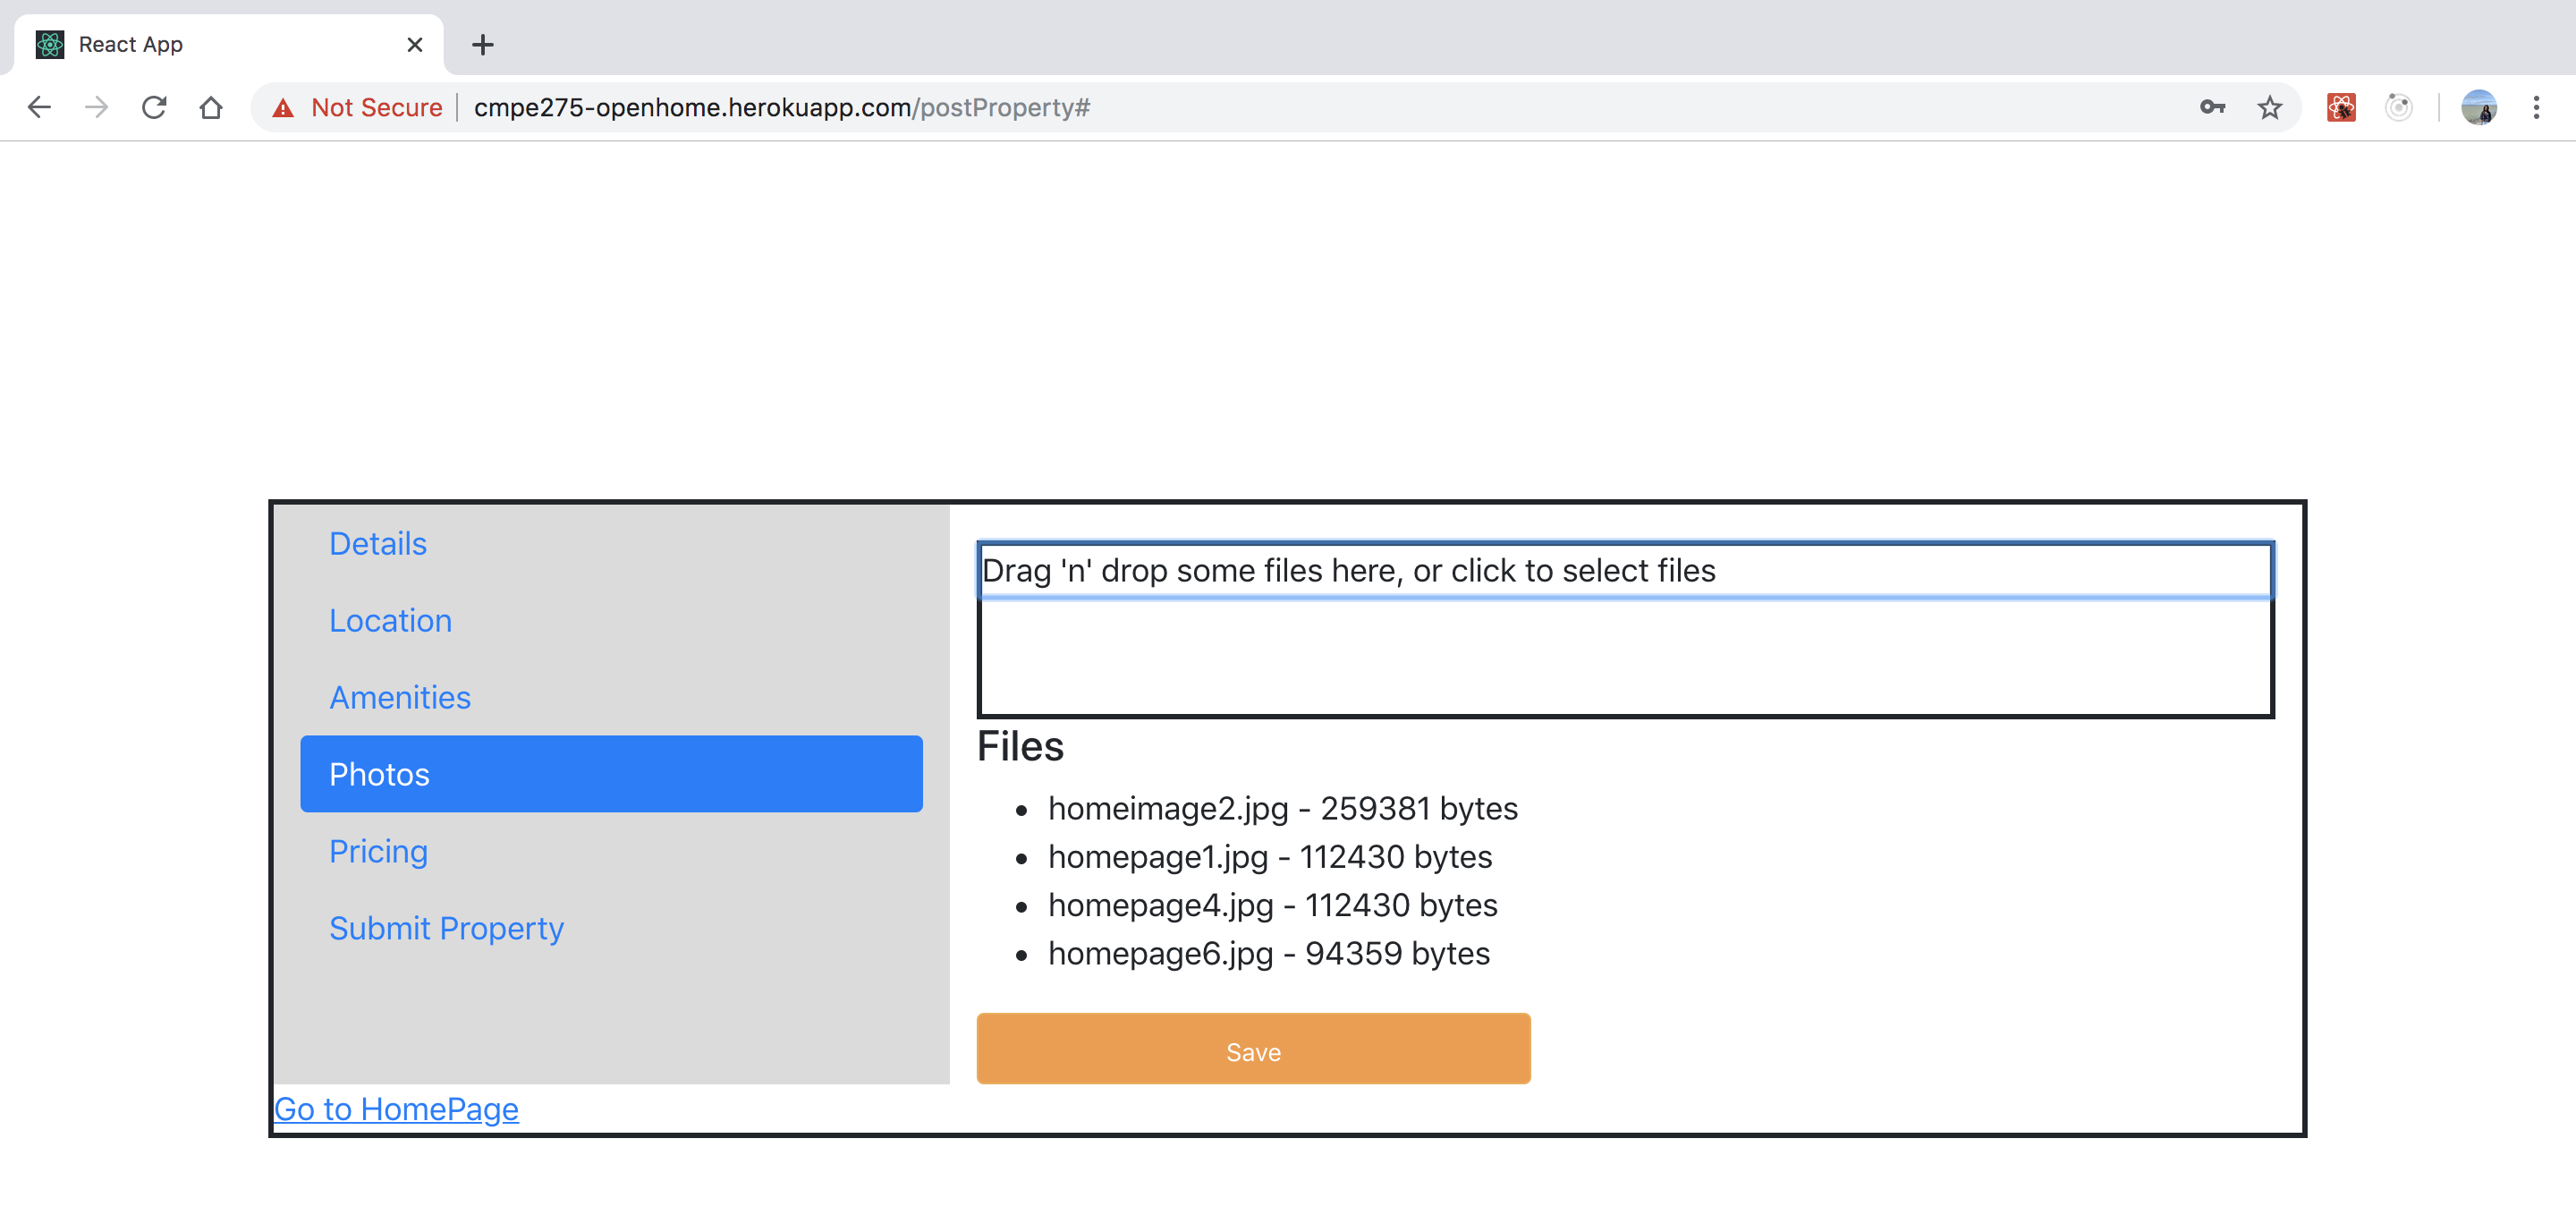 React App
Not Secure cmpe275-openhome.herokuapp.com/postProperty#
Details
Location
Amenities
Photos
Pricing
Submit Property
Go to HomePage
Drag 'n' drop some files here, or click to select files
Files
homeimage2.jpg - 259381 bytes
homepage1.jpg - 112430 bytes
homepage4.jpg - 112430 bytes
homepage6.jpg - 94359 bytes
Save